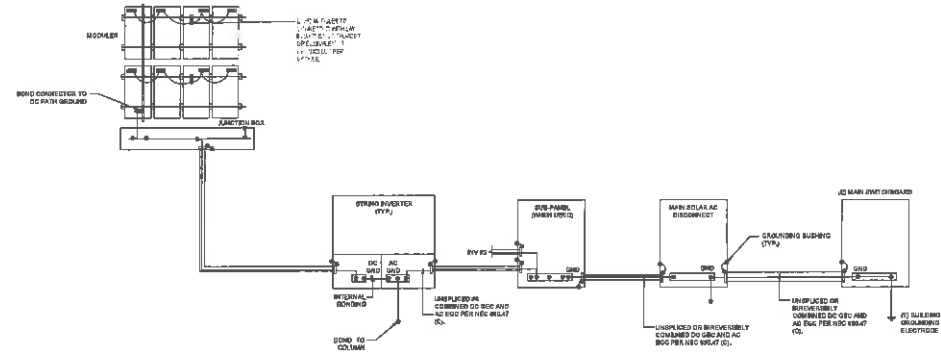 MODULES
BOND CONNECTOR TO
DC PATH GROUND
JUNCTION BOX
STRING INVERTER
(TYP.)
DC
GND
AC
GND
INTERNAL
BONDING
BOND TO
COLUMN
UNSPLICED
COMBINED DC GEC AND
AC EGC PER NEC 690.47
(C).
INV #2
SUB-PANEL
(WHEN USED)
GND
UNSPLICED OR IRREVERSIBLY
COMBINED DC GEC AND AC
EGC PER NEC 690.47 (C).
MAIN SOLAR AC
DISCONNECT
GND
GROUNDING BUSHING
(TYP.)
UNSPLICED OR
IRREVERSIBLY
COMBINED DC GEC AND
AC EGC PER NEC 690.47
(C).
(E) MAIN SWITCHBOARD
GND
(E) BUILDING
GROUNDING
ELECTRODE